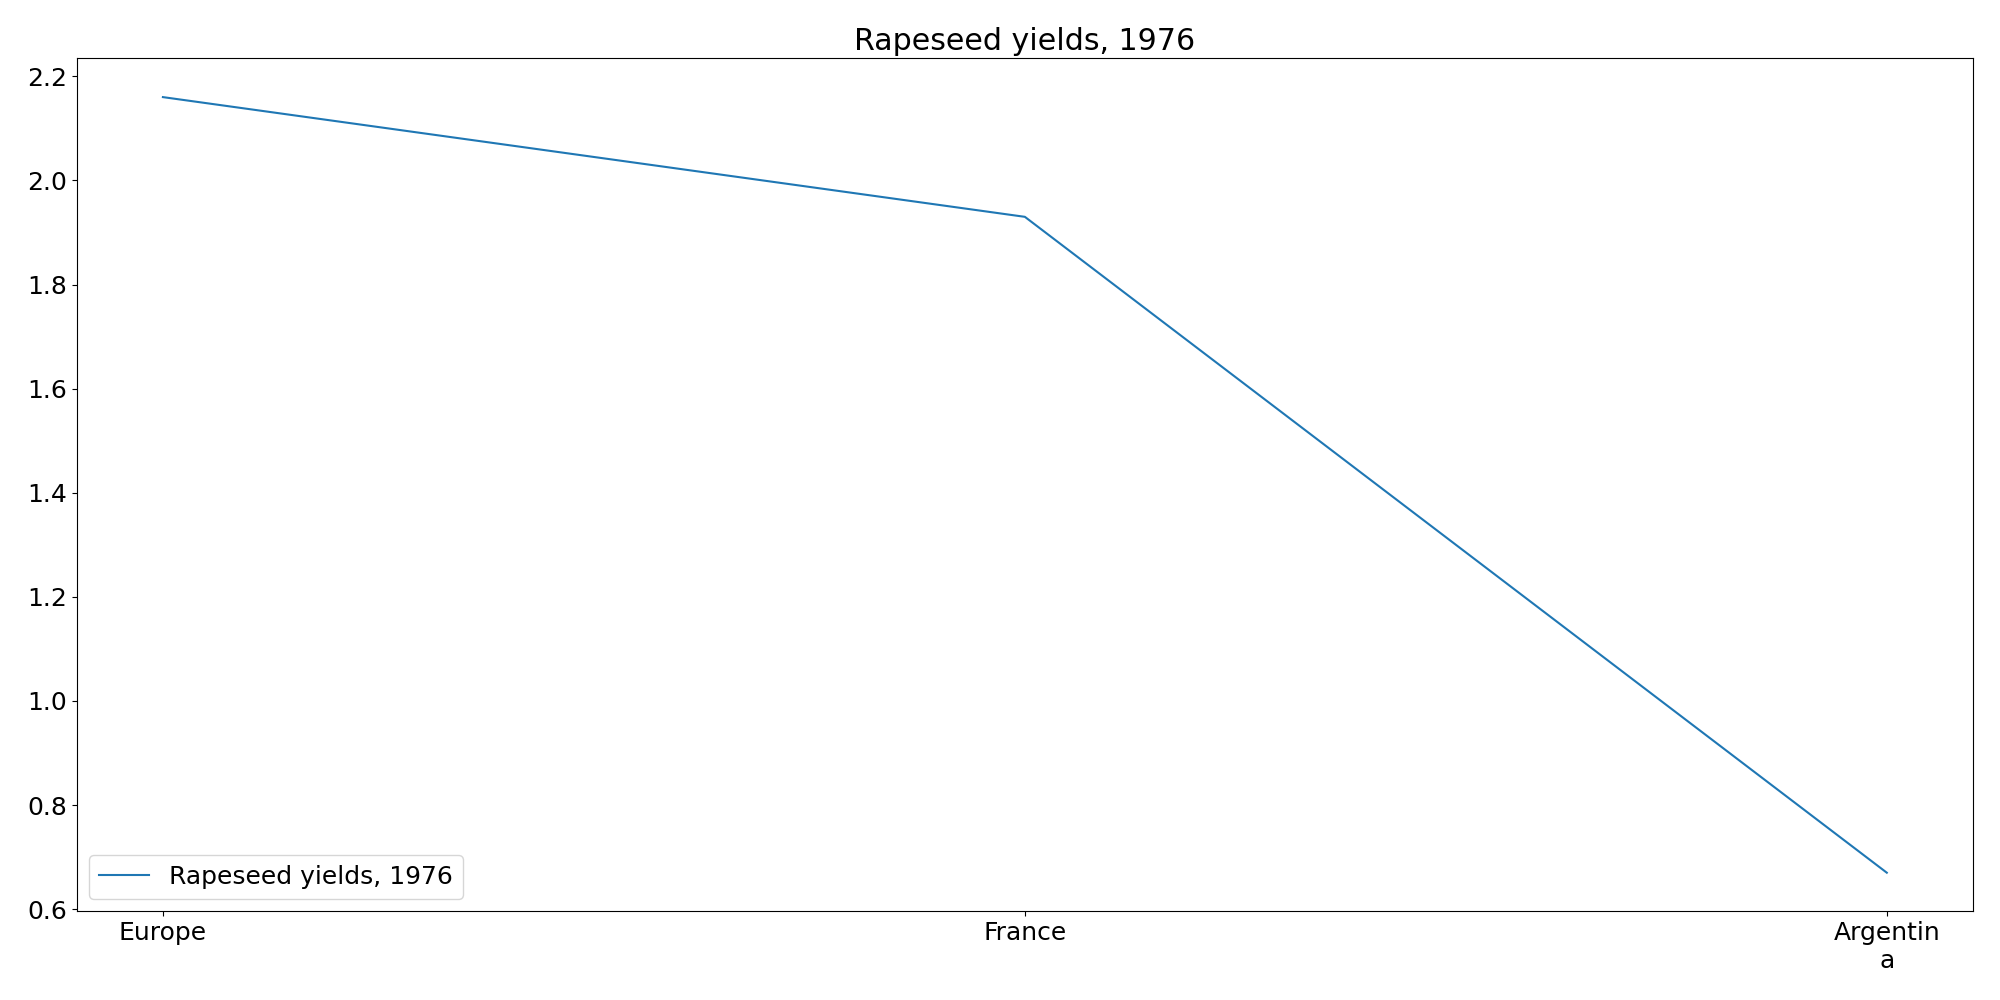 Rapeseed yields, 1976
2.2
2.0
1.8
1.6
1.4
1.2
1.0
0.8
0.6
Rapeseed yields, 1976
Europe
France
Argentin
a